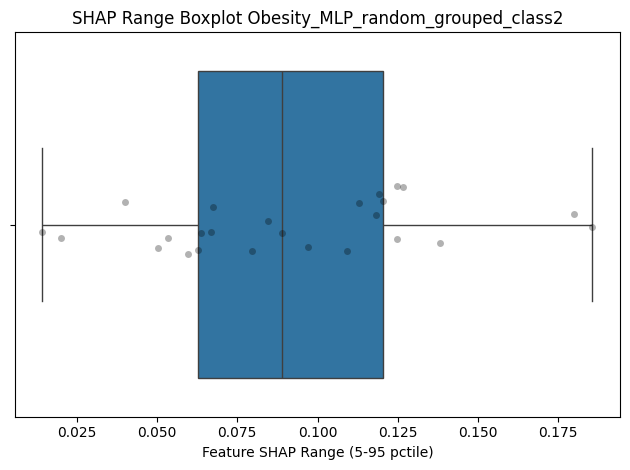 SHAP Range Boxplot Obesity_MLP_random_grouped_class2
0.025 0.050 0.075 0.100 0.125 0.150 0.175
Feature SHAP Range (5-95 pctile)